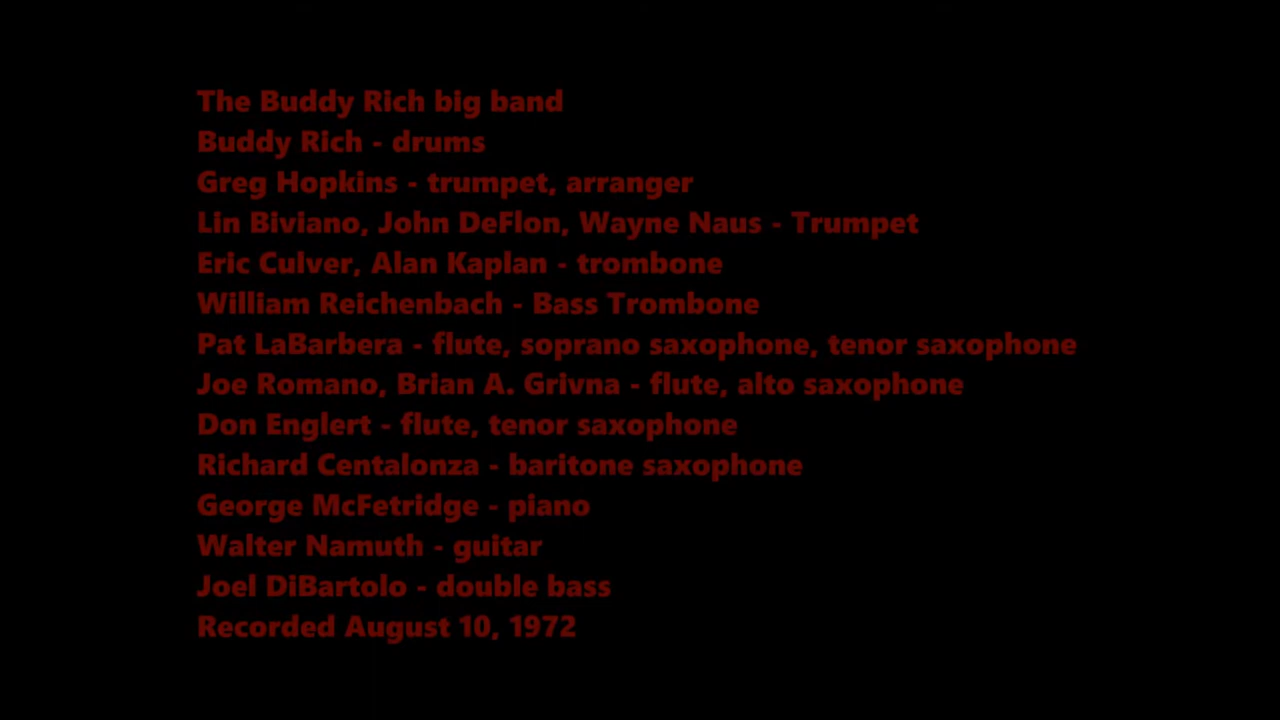 The Buddy Rich big band
Buddy Rich - drums
Greg Hopkins - trumpet, arranger
Lin Biviano, John DeFlon, Wayne Naus - Trumpet
Eric Culver, Alan Kaplan - trombone
William Reichenbach - Bass Trombone
Pat LaBarbera - flute, soprano saxophone, tenor saxophone
Joe Romano, Brian A. Grivna - flute, alto saxophone
Don Englert - flute, tenor saxophone
Richard Centalonza - baritone saxophone
George McFetridge - piano
Walter Namuth - guitar
Joel DiBartolo - double bass
Recorded August 10, 1972